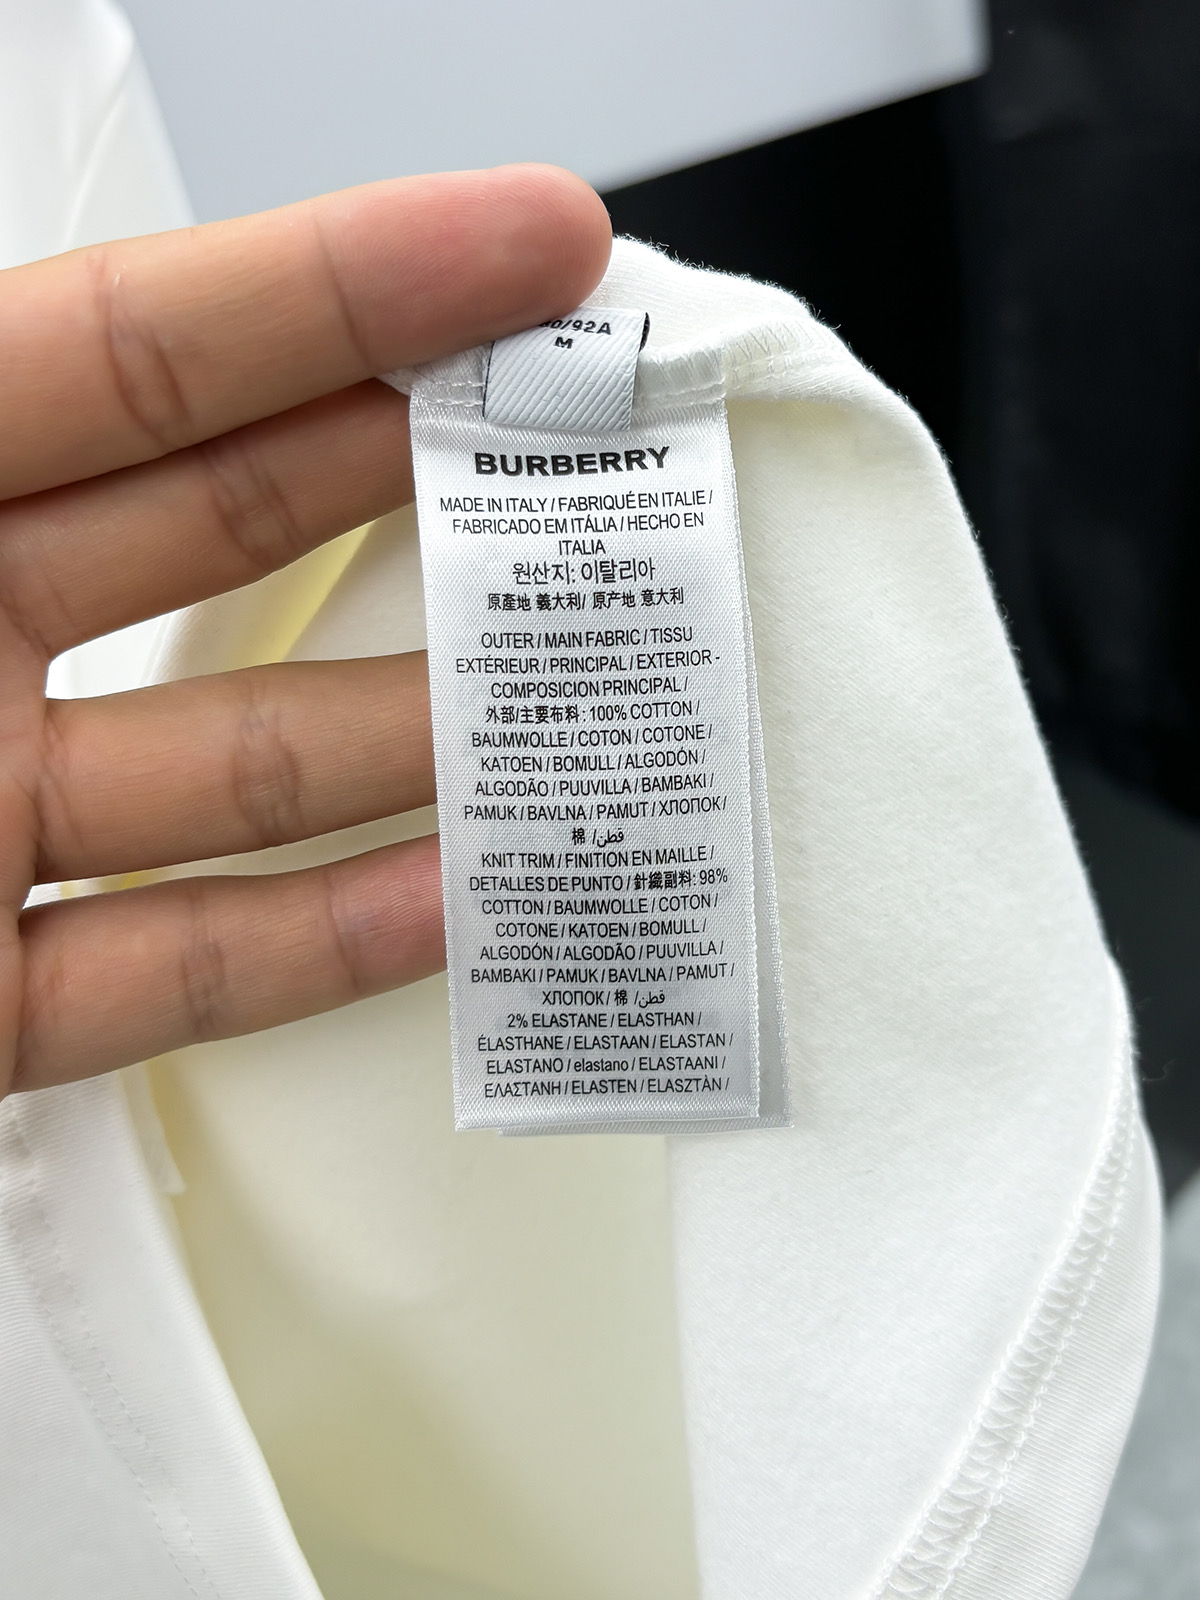 M
BURBERRY
MADE IN ITALY / FABRIQUÉ EN ITALIE /
FABRICADO EM ITÁLIA / HECHO EN
ITALIA
원산지: 이탈리아
原產地 義大利/ 原产地 意大利
OUTER / MAIN FABRIC / TISSU
EXTÉRIEUR / PRINCIPAL / EXTERIOR -
COMPOSICION PRINCIPAL /
外部/主要布料: 100% COTTON /
BAUMWOLLE / COTON / COTONE /
KATOEN / BOMULL / ALGODÓN /
ALGODÃO / PUUVILLA / BAMBAKI /
PAMUK / BAVLNA / PAMUT / ХЛОПОК /
棉 /قطن
KNIT TRIM / FINITION EN MAILLE /
DETALLES DE PUNTO / 針織副料: 98%
COTTON / BAUMWOLLE / COTON /
COTONE / KATOEN / BOMULL /
ALGODÓN / ALGODÃO / PUUVILLA /
BAMBAKI / PAMUK / BAVLNA / PAMUT /
ХЛОПОК / 棉 /قطن
2% ELASTANE / ELASTHAN /
ÉLASTHANE / ELASTAAN / ELASTAN /
ELASTANO / elastano / ELASTAANI /
ΕΛΑΣΤΑΝΗ / ELASTEN / ELASZTÀN /